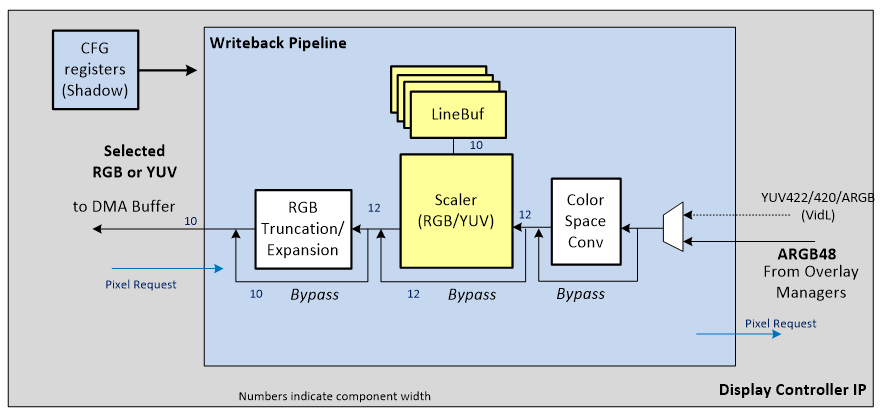 Writeback Pipeline
CFG
registers
(Shadow)
LineBuf
10
Selected
RGB or YUV
to DMA Buffer
10
RGB
Truncation/
Expansion
12
Scaler
(RGB/YUV)
12
Color
Space
Conv
YUV422/420/ARGB
(VidL)
ARGB48
From Overlay
Managers
Pixel Request
10
Bypass
12
Bypass
Bypass
Pixel Request
Numbers indicate component width
Display Controller IP